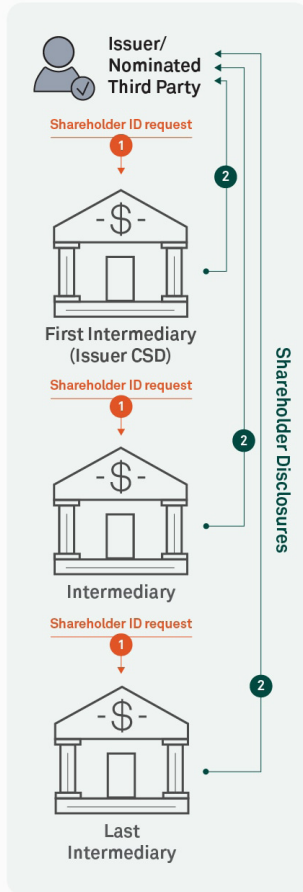 Issuer/
Nominated
Third Party
Shareholder ID request
1
2
-$-
First Intermediary
(Issuer CSD)
Shareholder ID request
1
2
Shareholder Disclosures
-$-
Intermediary
Shareholder ID request
1
2
-$-
Last
Intermediary